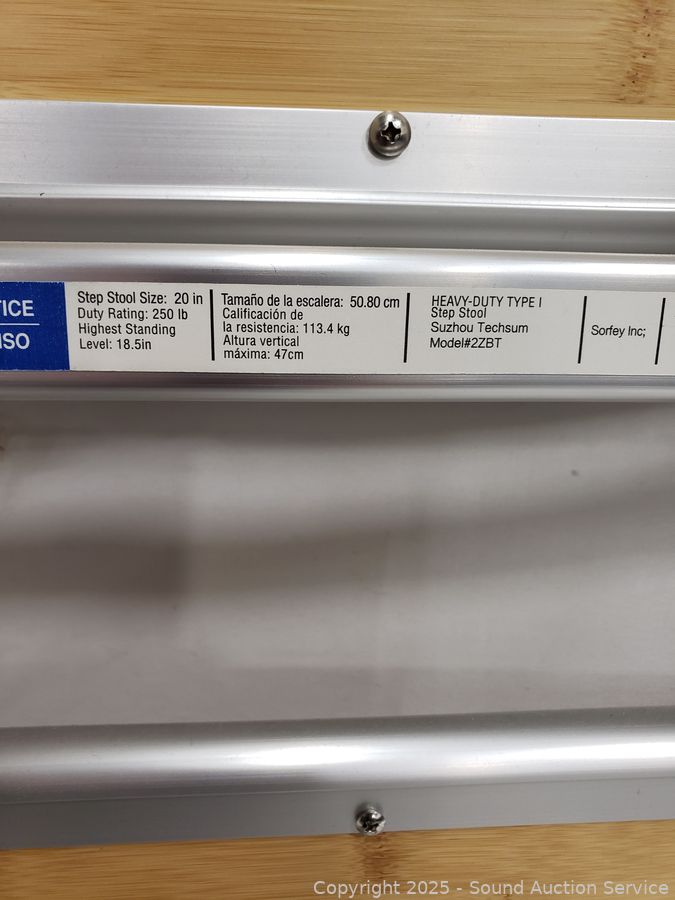 TICE
ISO
Step Stool Size: 20 in
Duty Rating: 250 lb
Highest Standing
Level: 18.5in
Tamaño de la escalera: 50.80 cm
Calificación de
la resistencia: 113.4 kg
Altura vertical
máxima: 47cm
HEAVY-DUTY TYPE I
Step Stool
Suzhou Techsum
Model#2ZBT
Sorfey Inc;
Copyright 2025 - Sound Auction Service